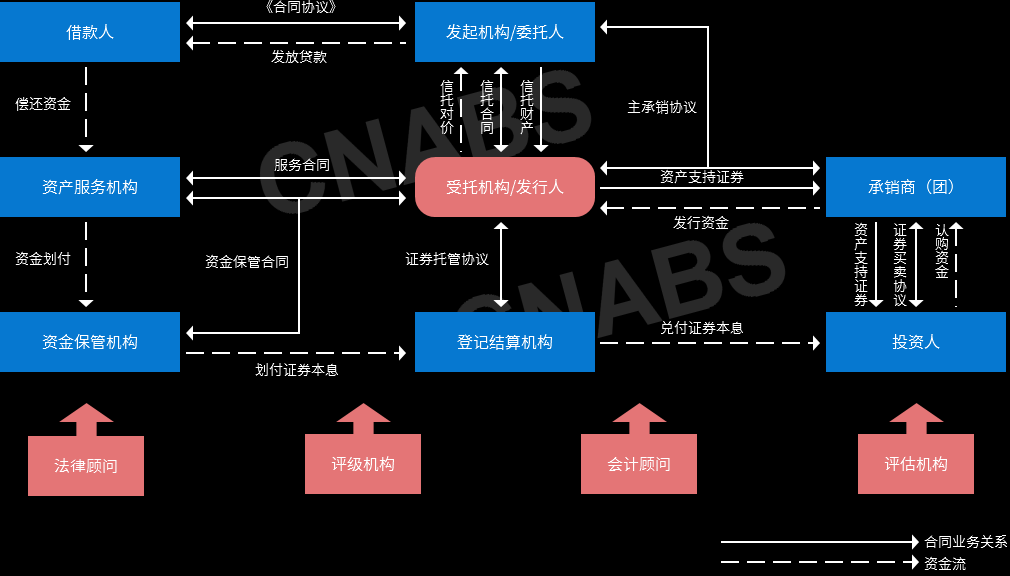 《合同协议》
借款人
发起机构/委托人
发放贷款
偿还资金
信托对价
信托合同
信托财产
主承销协议
CNABS
服务合同
资产服务机构
受托机构/发行人
资产支持证券
承销商（团）
发行资金
资金划付
资金保管合同
证券托管协议
资产支持证券
证券买卖协议
认购资金
CNABS
资金保管机构
登记结算机构
兑付证券本息
投资人
划付证券本息
法律顾问
评级机构
会计顾问
评估机构
合同业务关系
资金流